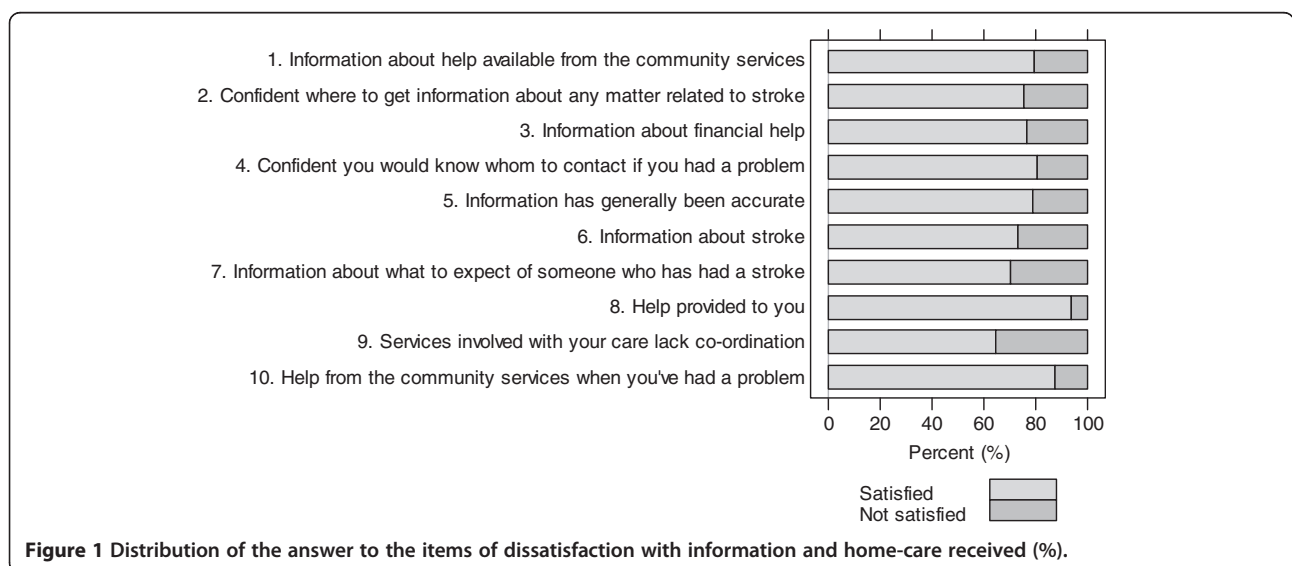 1. Information about help available from the community services
2. Confident where to get information about any matter related to stroke
3. Information about financial help
4. Confident you would know whom to contact if you had a problem
5. Information has generally been accurate
6. Information about stroke
7. Information about what to expect of someone who has had a stroke
8. Help provided to you
9. Services involved with your care lack co-ordination
10. Help from the community services when you've had a problem
0 20 40 60 80 100
Percent (%)
Satisfied
Not satisfied
Figure 1 Distribution of the answer to the items of dissatisfaction with information and home-care received (%).